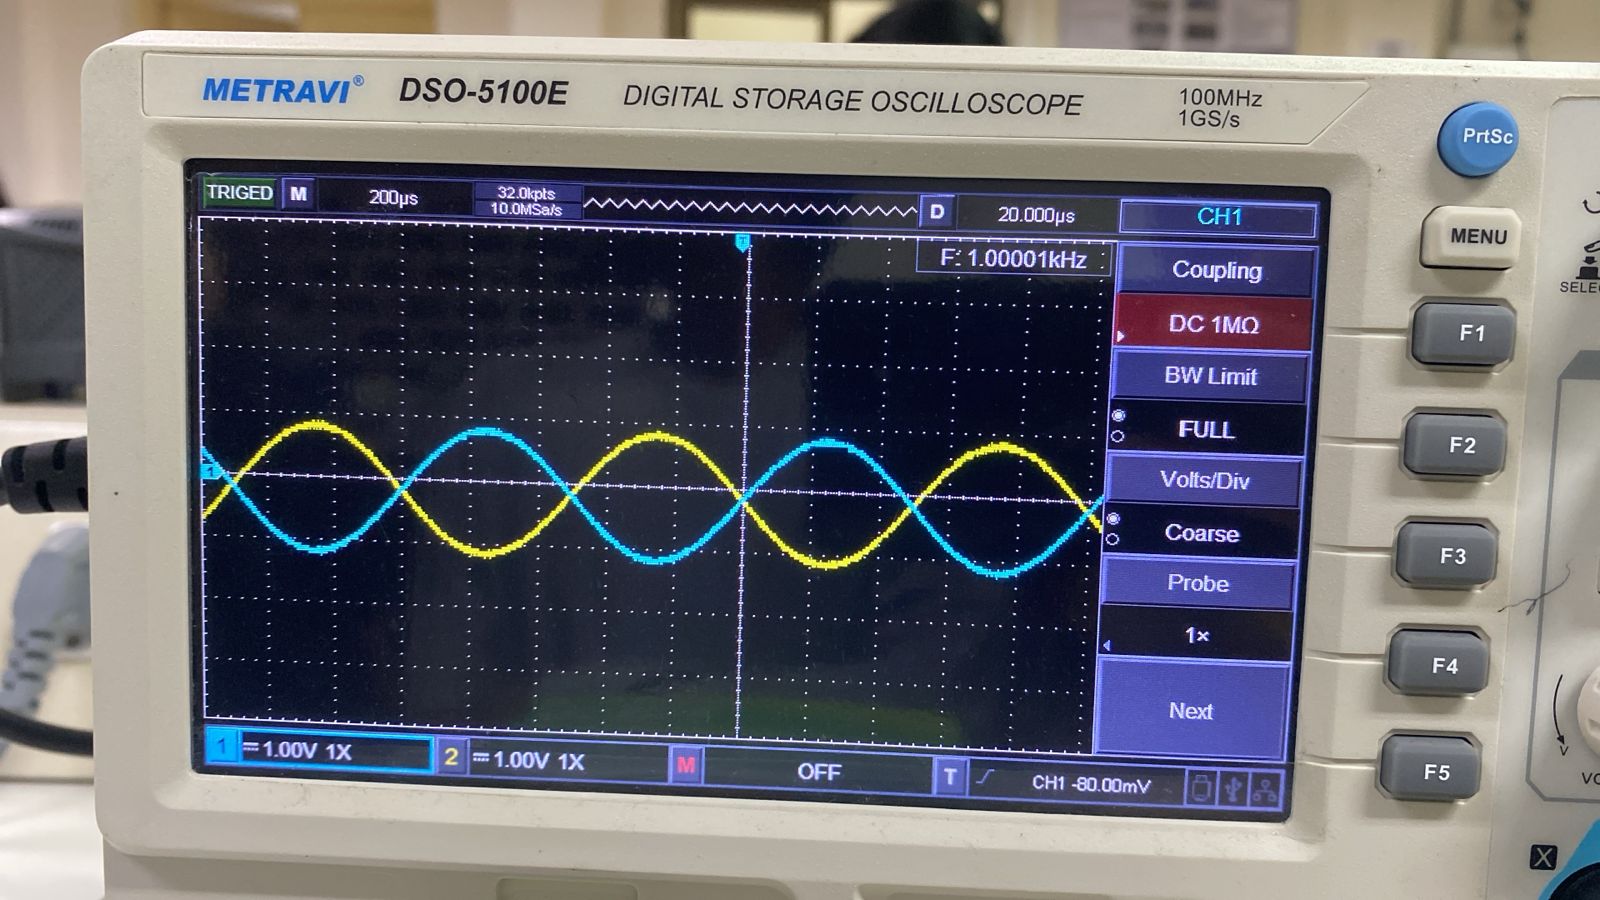 METRAVI® DSO-5100E DIGITAL STORAGE OSCILLOSCOPE 100MHz
1GS/s
PrtSc
TRIGED M 200µs 32.0kpts
10.0MSa/s
D 20.000µs CH1
T
F: 1.00001kHz
Coupling
DC 1MΩ
BW Limit
FULL
Volts/Div
Coarse
Probe
1×
Next
1
1 1.00V 1X 2 1.00V 1X M OFF T CH1 -80.00mV
MENU
F1
F2
F3
F4
F5
V
X